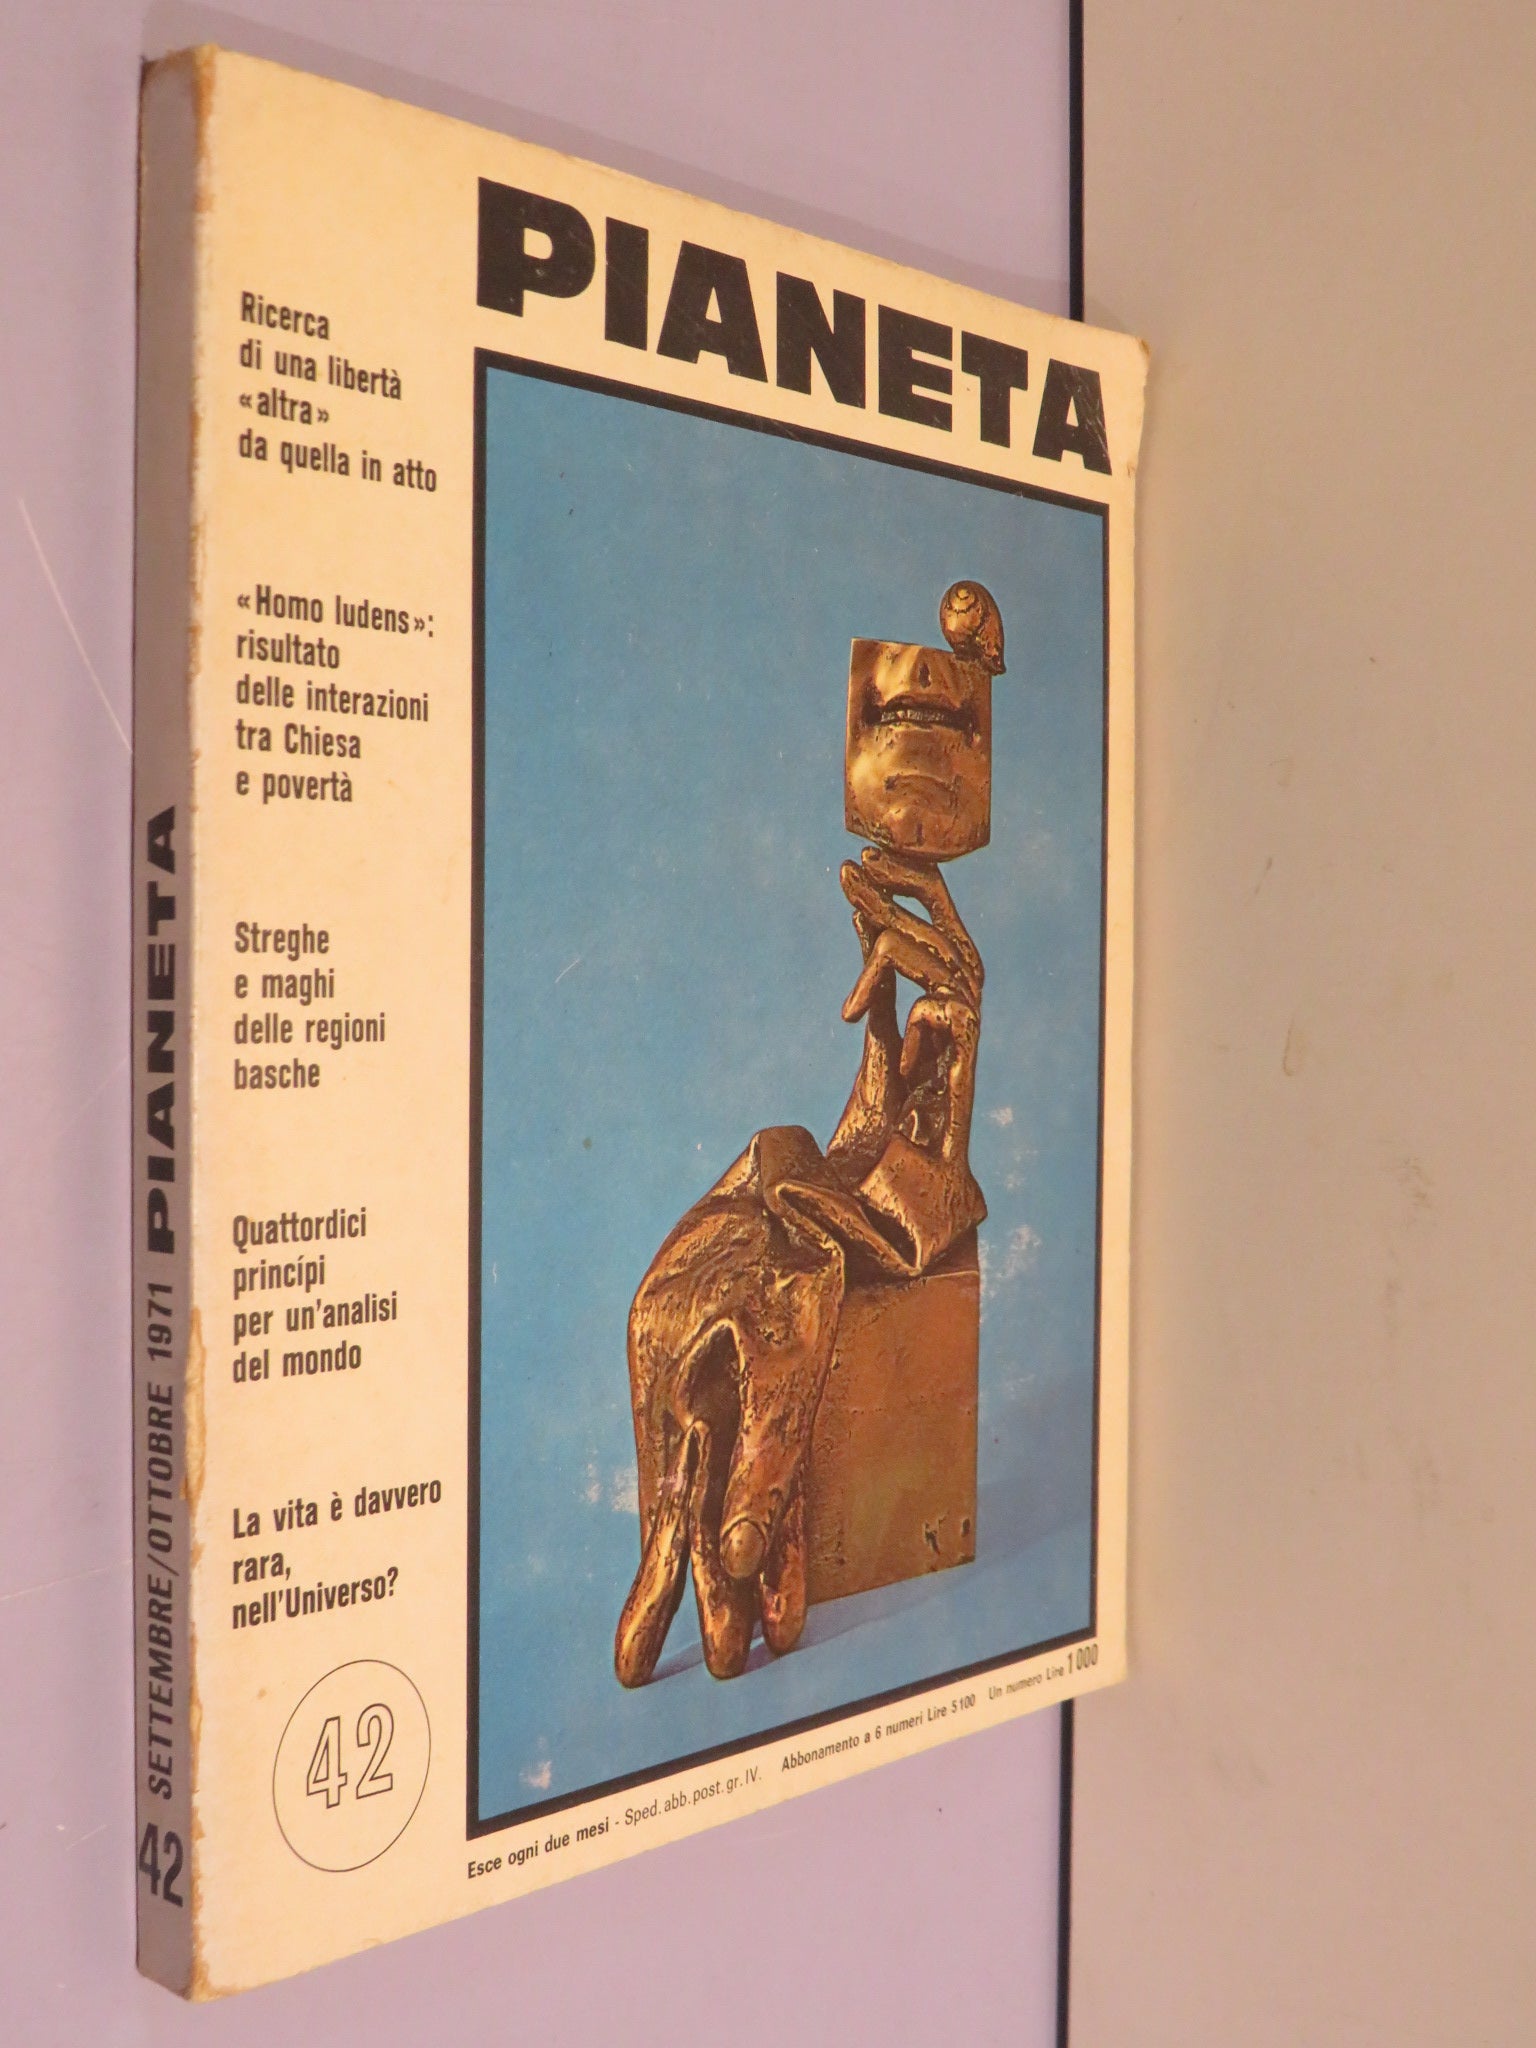 PIANETA
Ricerca
di una libertà
«altra»
da quella in atto
«Homo ludens»:
risultato
delle interazioni
tra Chiesa
e povertà
Streghe
e maghi
delle regioni
basche
Quattordici
princípi
per un'analisi
del mondo
La vita è davvero
rara,
nell'Universo?
42
Esce ogni due mesi - Sped. abb. post. gr. IV. Abbonamento a 6 numeri Lire 5100 Un numero Lire 1000
42 SETTEMBRE/OTTOBRE 1971 PIANETA